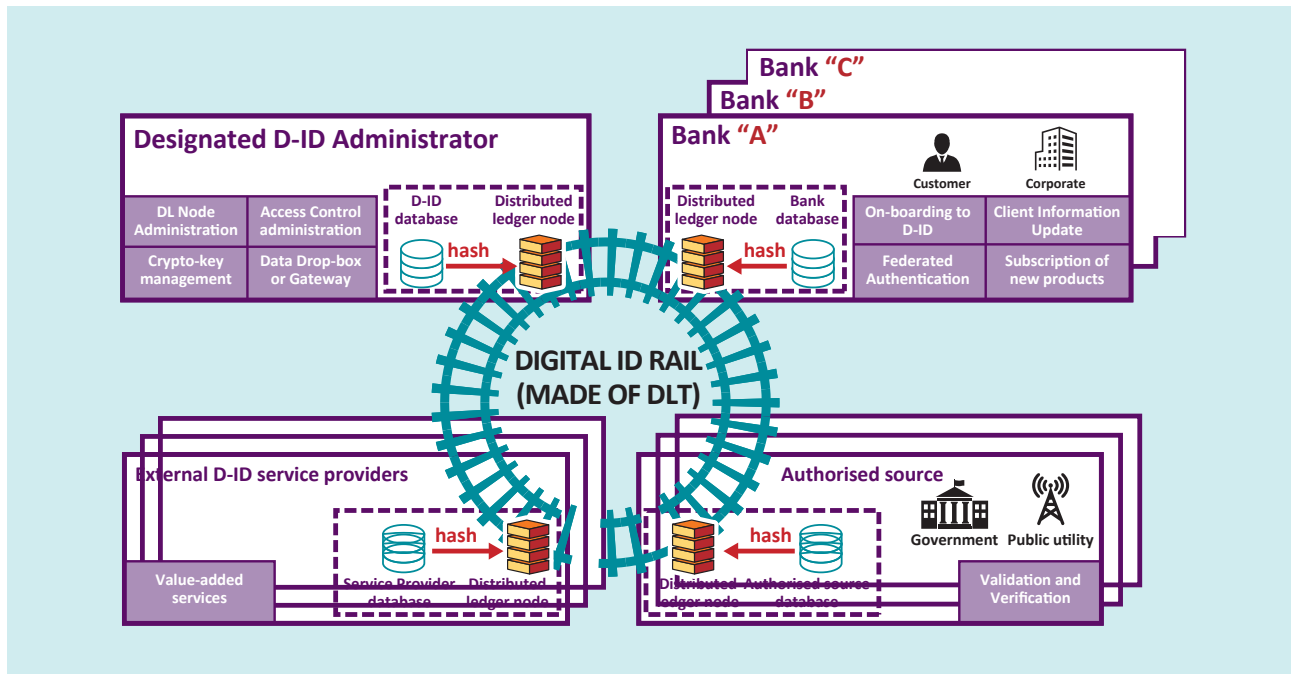 Bank “C”
Bank “B”
Designated D-ID Administrator
D-ID
database
Distributed
ledger node
hash
DL Node
Administration
Access Control
administration
Crypto-key
management
Data Drop-box
or Gateway
Bank “A”
Customer
Corporate
Distributed
ledger node
Bank
database
hash
On-boarding to
D-ID
Client Information
Update
Federated
Authentication
Subscription of
new products
DIGITAL ID RAIL
(MADE OF DLT)
External D-ID service providers
hash
Service Provider
database
Distributed
ledger node
Value-added
services
Authorised source
hash
Government
Public utility
Distributed
ledger node
Authorised source
database
Validation and
Verification